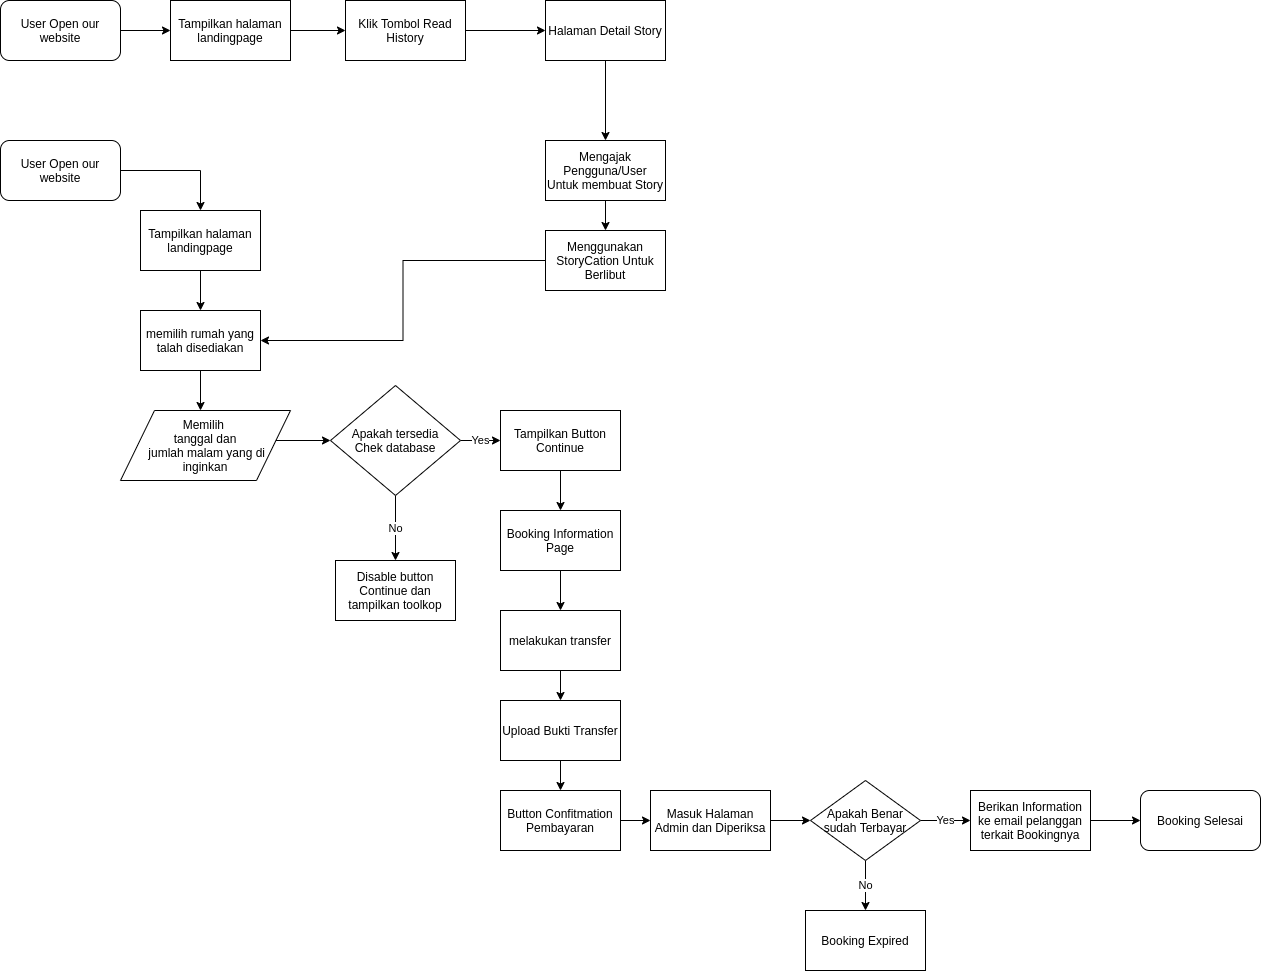 User Open our
website
Tampilkan halaman
landingpage
Klik Tombol Read
History
Halaman Detail Story
User Open our
website
Mengajak
Pengguna/User
Untuk membuat Story
Tampilkan halaman
landingpage
Menggunakan
StoryCation Untuk
Berlibut
memilih rumah yang
talah disediakan
Memilih
tanggal dan
jumlah malam yang di
inginkan
Apakah tersedia
Chek database
Yes
Tampilkan Button
Continue
No
Disable button
Continue dan
tampilkan toolkop
Booking Information
Page
melakukan transfer
Upload Bukti Transfer
Button Confitmation
Pembayaran
Masuk Halaman
Admin dan Diperiksa
Apakah Benar
sudah Terbayar
Yes
Berikan Information
ke email pelanggan
terkait Bookingnya
Booking Selesai
No
Booking Expired